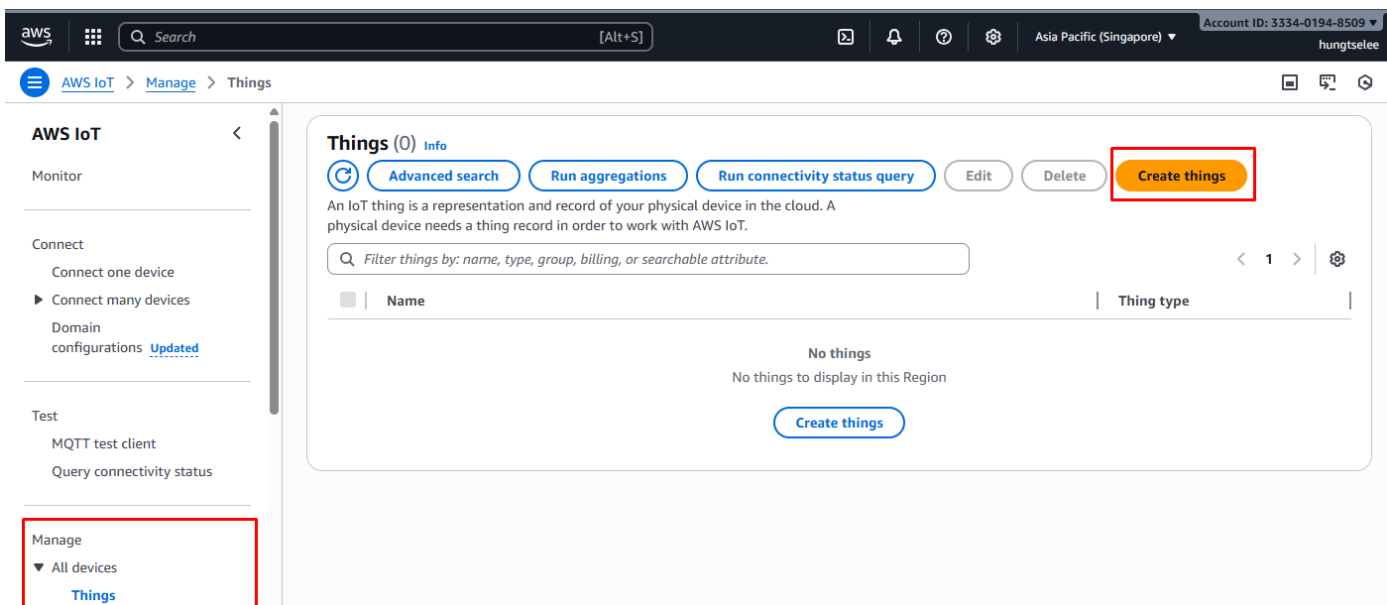 aws
Search
[Alt+S]
Asia Pacific (Singapore) ▼
Account ID: 3334-0194-8509 ▼
hungtselee
AWS IoT > Manage > Things
AWS IoT
Monitor
Connect
Connect one device
Connect many devices
Domain
configurations Updated
Test
MQTT test client
Query connectivity status
Manage
All devices
Things
Things (0) Info
Advanced search
Run aggregations
Run connectivity status query
Edit
Delete
Create things
An IoT thing is a representation and record of your physical device in the cloud. A
physical device needs a thing record in order to work with AWS IoT.
Filter things by: name, type, group, billing, or searchable attribute.
< 1 >
Name
Thing type
No things
No things to display in this Region
Create things